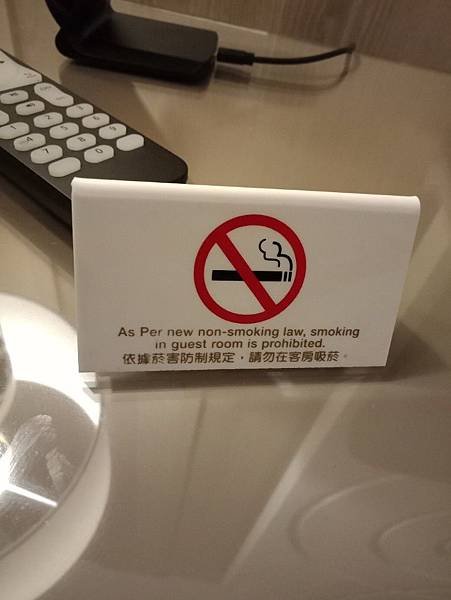 As Per new non-smoking law, smoking
in guest room is prohibited.
依據菸害防制規定，請勿在客房吸菸。